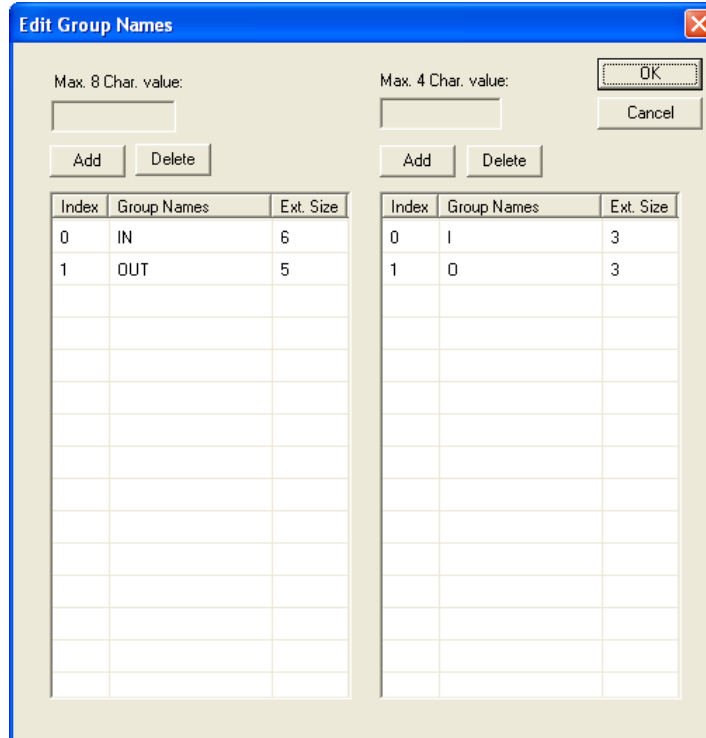 Edit Group Names
Max. 8 Char. value:
Max. 4 Char. value:
OK
Cancel
Add Delete
Add Delete
Index Group Names Ext. Size
0 IN 6
1 OUT 5
Index Group Names Ext. Size
0 I 3
1 O 3